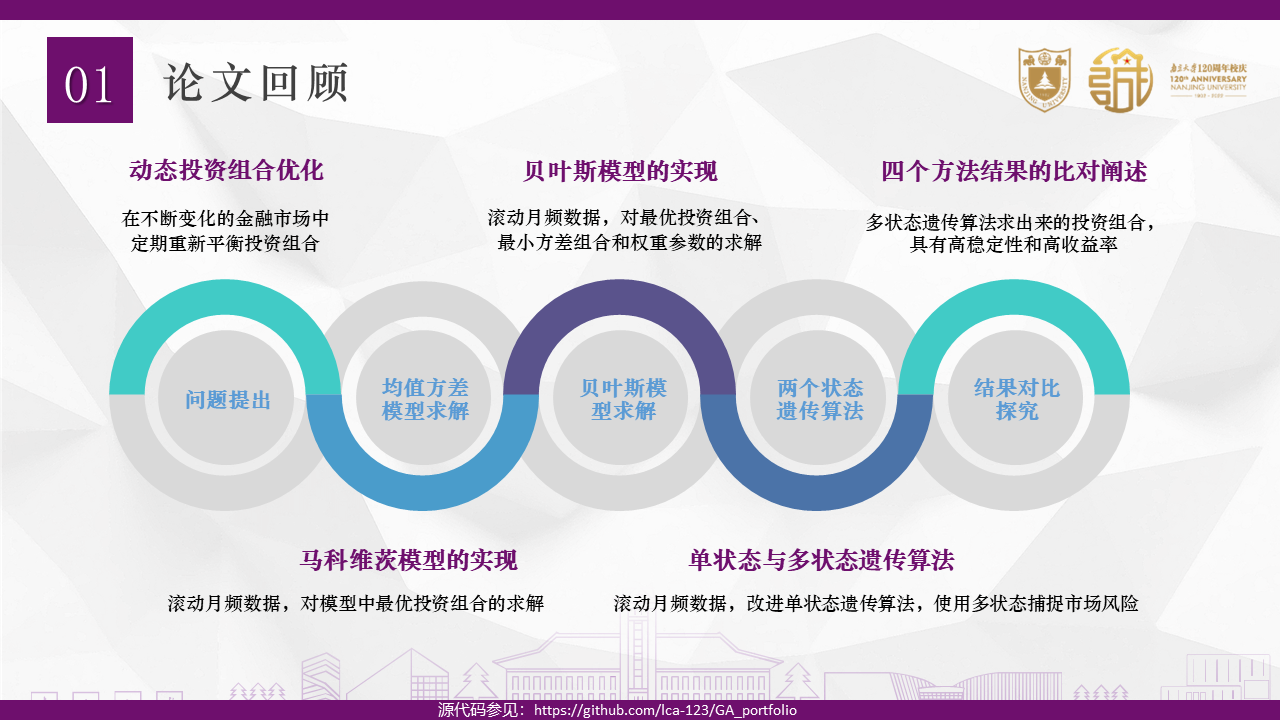 01
论文回顾
NANJING UNIVERSITY
南京大学120周年校庆
120th ANNIVERSARY
NANJING UNIVERSITY
1902 - 2022
动态投资组合优化
在不断变化的金融市场中
定期重新平衡投资组合
贝叶斯模型的实现
滚动月频数据，对最优投资组合、
最小方差组合和权重参数的求解
四个方法结果的比对阐述
多状态遗传算法求出来的投资组合，
具有高稳定性和高收益率
问题提出
均值方差
模型求解
贝叶斯模
型求解
两个状态
遗传算法
结果对比
探究
马科维茨模型的实现
滚动月频数据，对模型中最优投资组合的求解
单状态与多状态遗传算法
滚动月频数据，改进单状态遗传算法，使用多状态捕捉市场风险
源代码参见：https://github.com/lca-123/GA_portfolio